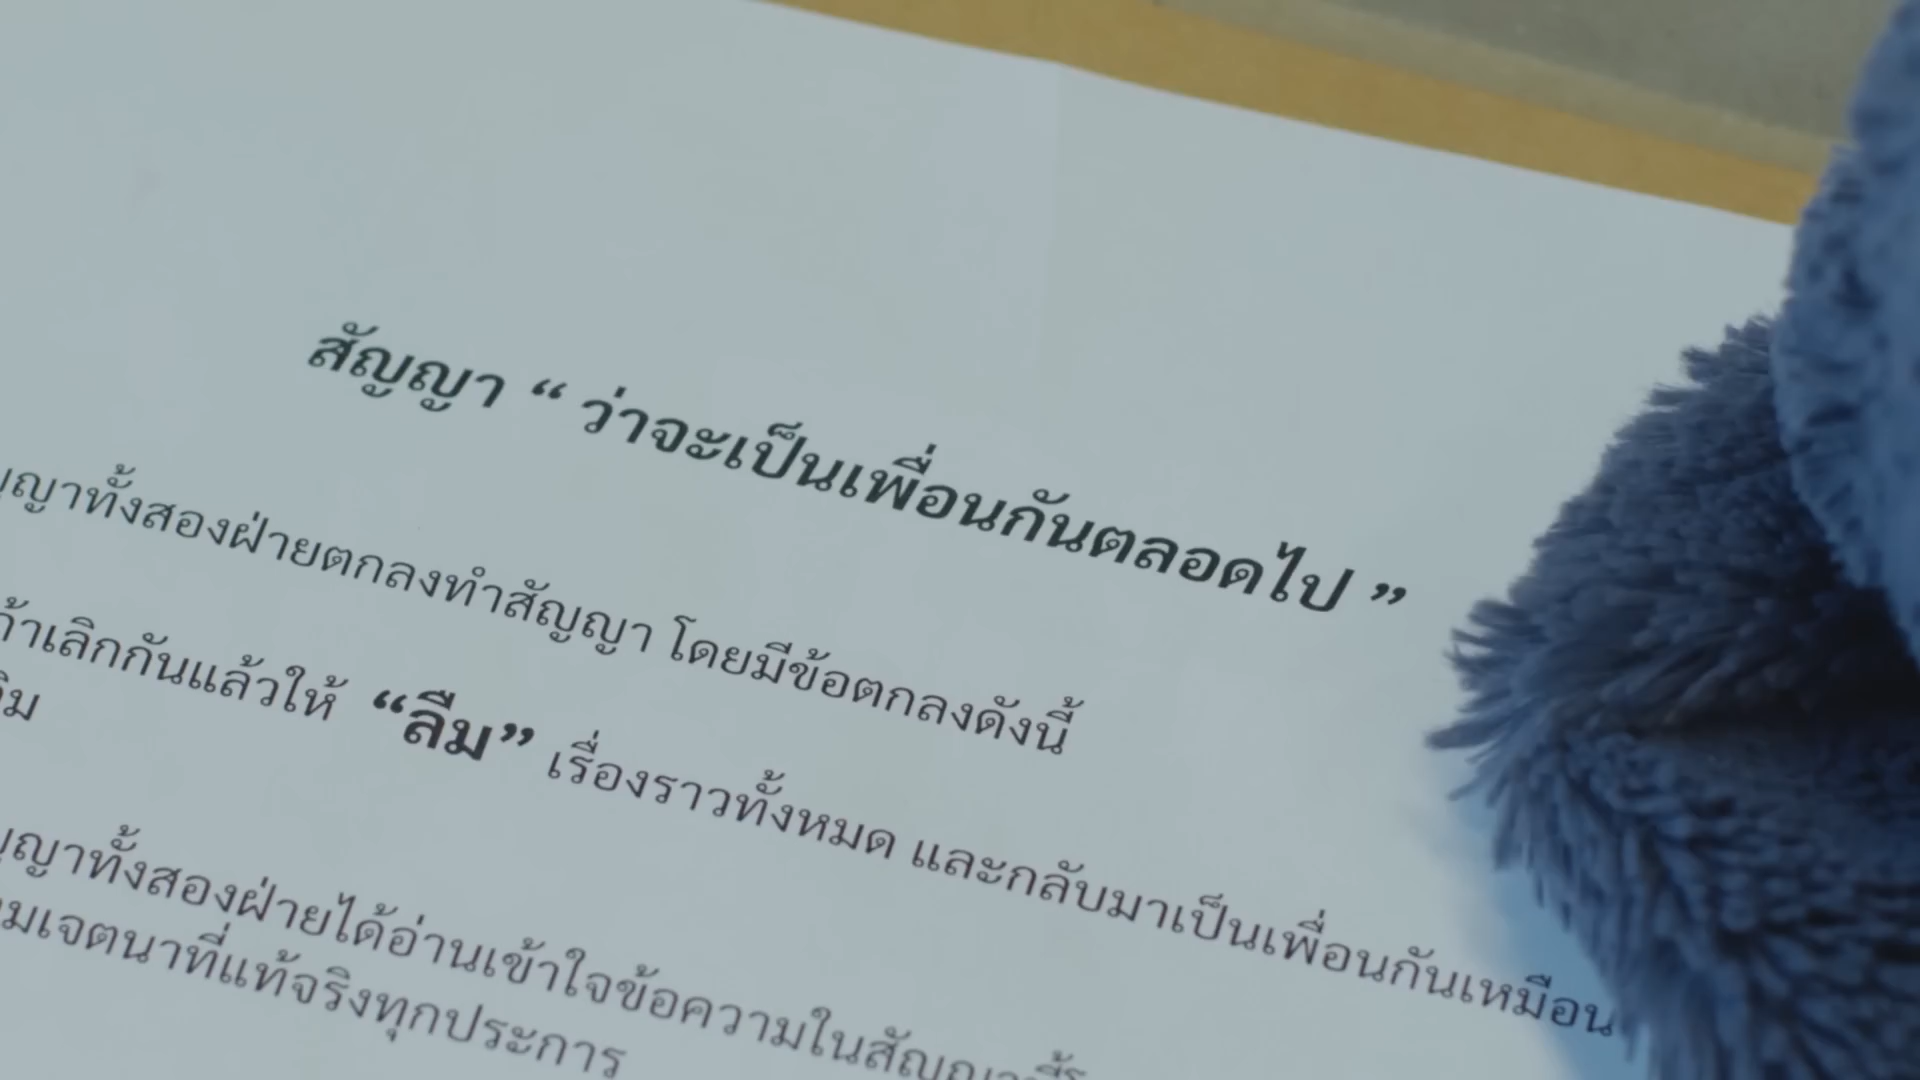 สัญญา “ ว่าจะเป็นเพื่อนกันตลอดไป ”
ทั้งสองฝ่ายตกลงทำสัญญา โดยมีข้อตกลงดังนี้
ถ้าเลิกกันแล้วให้ “ลืม” เรื่องราวทั้งหมด และกลับมาเป็นเพื่อนกันเหมือน
ทั้งสองฝ่ายได้อ่านเข้าใจข้อความในสัญญานี้
เจตนาที่แท้จริงทุกประการ